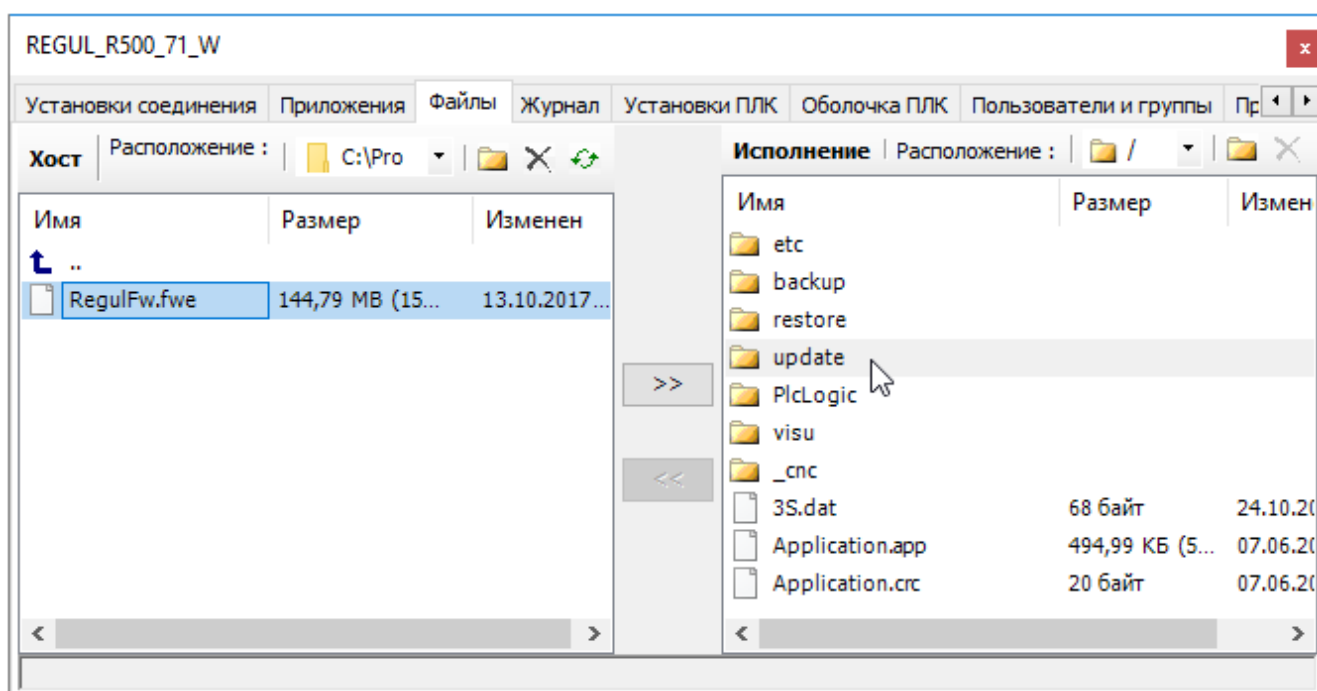 REGUL_R500_71_W
x
Установки соединения Приложения Файлы Журнал Установки ПЛК Оболочка ПЛК Пользователи и группы Пр
Хост Расположение : C:\Pro
Исполнение Расположение : /
Имя Размер Изменен
..
RegulFw.fwe 144,79 MB (15... 13.10.2017...
>>
<<
Имя Размер Измен
etc
backup
restore
update
PlcLogic
visu
_cnc
3S.dat 68 байт 24.10.20
Application.app 494,99 КБ (5... 07.06.20
Application.crc 20 байт 07.06.20